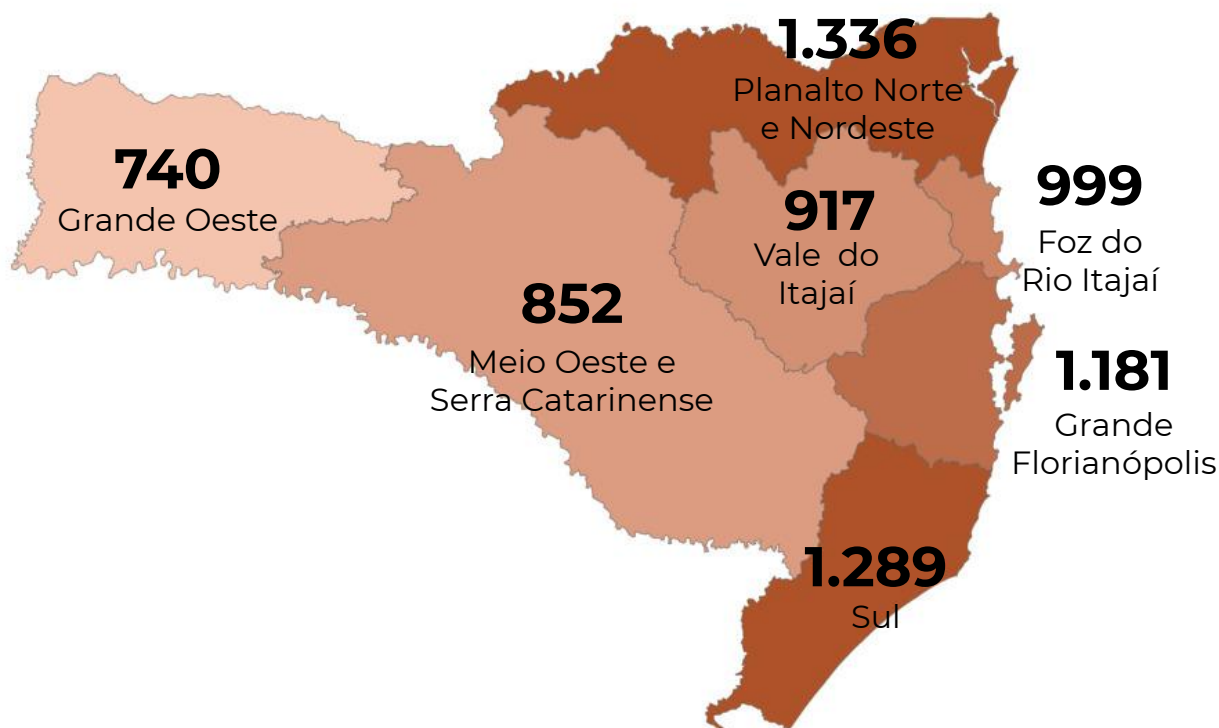 1.336
Planalto Norte
e Nordeste
740
Grande Oeste
917
Vale do
Itajaí
999
Foz do
Rio Itajaí
852
Meio Oeste e
Serra Catarinense
1.181
Grande
Florianópolis
1.289
Sul